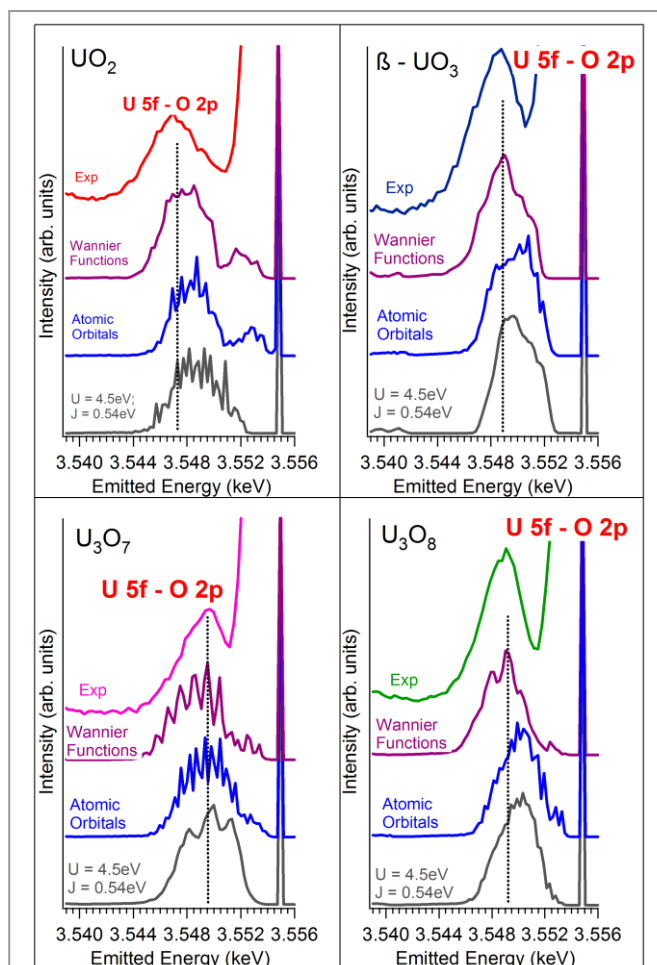 UO2
U 5f - O 2p
Exp
Wannier
Functions
Atomic
Orbitals
U = 4.5eV;
J = 0.54eV
Intensity (arb. units)
3.540 3.544 3.548 3.552 3.556
Emitted Energy (keV)
ß - UO3
U 5f - O 2p
Exp
Wannier
Functions
Atomic
Orbitals
U = 4.5eV
J = 0.54eV
Intensity (arb. units)
3.540 3.544 3.548 3.552 3.556
Emitted Energy (keV)
U3O7
U 5f - O 2p
Exp
Wannier
Functions
Atomic
Orbitals
U = 4.5eV
J = 0.54eV
Intensity (arb. units)
3.540 3.544 3.548 3.552 3.556
Emitted Energy (keV)
U3O8
U 5f - O 2p
Exp
Wannier
Functions
Atomic
Orbitals
U = 4.5eV
J = 0.54eV
Intensity (arb. units)
3.540 3.544 3.548 3.552 3.556
Emitted Energy (keV)